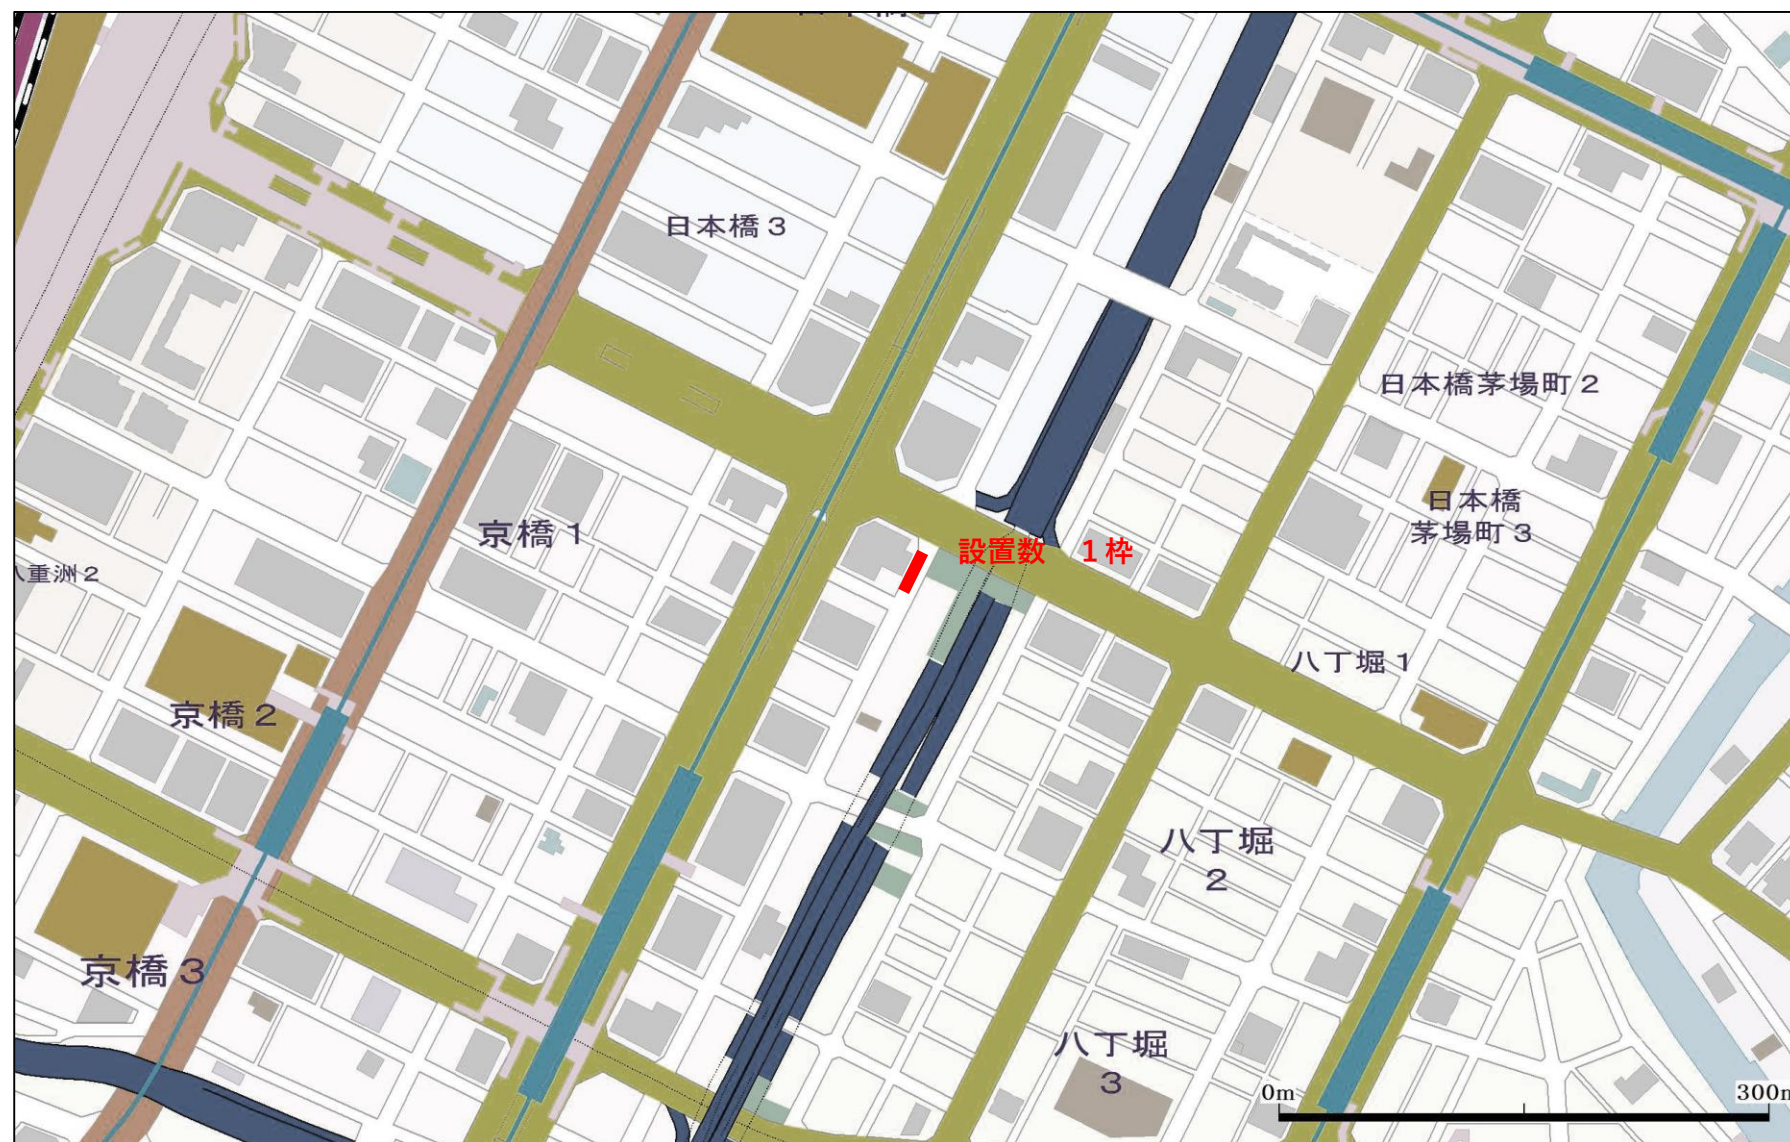 日本橋3
日本橋茅場町2
日本橋
茅場町3
京橋1
設置数　1枠
八重洲2
八丁堀1
京橋2
八丁堀
2
京橋3
八丁堀
3
0m
300m